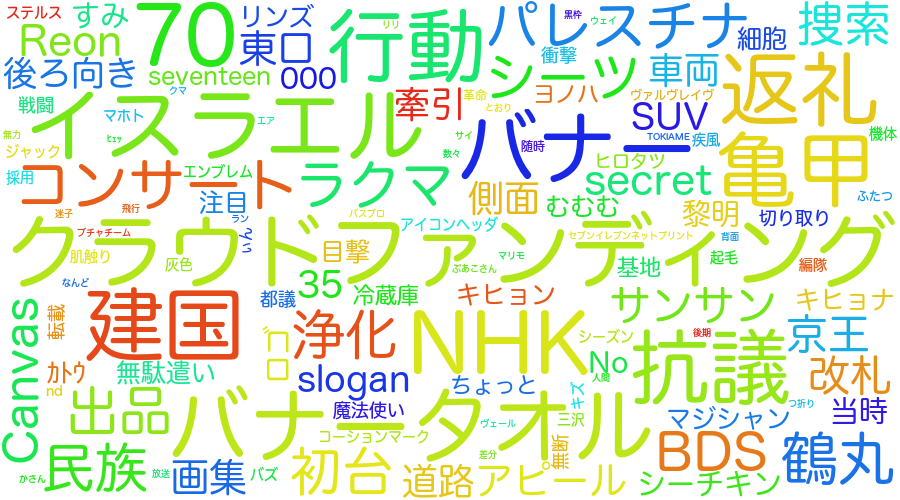 ステルス
すみ
Reon
70
リンズ
東口
000
リリ
行動
黒枠
ウェイ
パレスチナ
衝撃
細胞
捜索
後ろ向き
seventeen
クマ
シーツ
車両
返礼
戦闘
イスラエル
マホト
エア
牽引
革命
とおり
ヨノハ
ヴァルヴレイヴ
SUV
TOKIAME
疾風
機体
無力
ジャック
ヒェッ
サイ
数々
バナー
随時
ヒロタツ
亀甲
採用
コンサート
エンブレム
ラクマ
側面
secret
ふたつ
注目
むむむ
黎明
切り取り
迷子
飛行
ブチャチーム
ラン
パスプロ
アイコンヘッダ
セブンイレブンネットプリント
背面
クラウドファンディング
肌触り
灰色
目撃
ぷあこさん
マリモ
基地
起毛
編隊
なんど
Canvas
転載
建国
都議
35
冷蔵庫
キヒョン
サンサン
キヒョナ
浄化
NHK
シーズン
後期
抗議
京王
カトウ
nd
無駄遣い
slogan
ちょっと
No
人間
改札
キズ
つ折り
出品
バナータオル
魔法使い
コーションマーク
ヴェール
三沢
マジシャン
当時
無断
民族
かぎん
放送
画集
バズ
初台
道路
アピール
差分
シーチキン
BDS
鶴丸